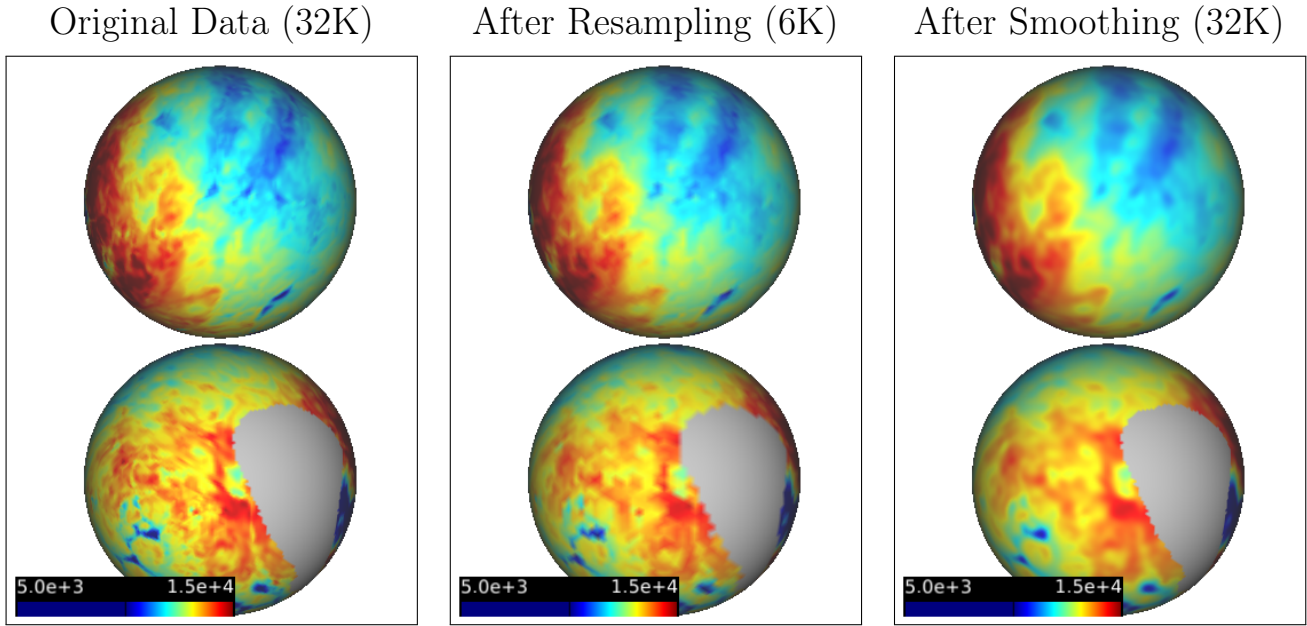 Original Data (32K)
After Resampling (6K)
After Smoothing (32K)
5.0e+3 1.5e+4
5.0e+3 1.5e+4
5.0e+3 1.5e+4